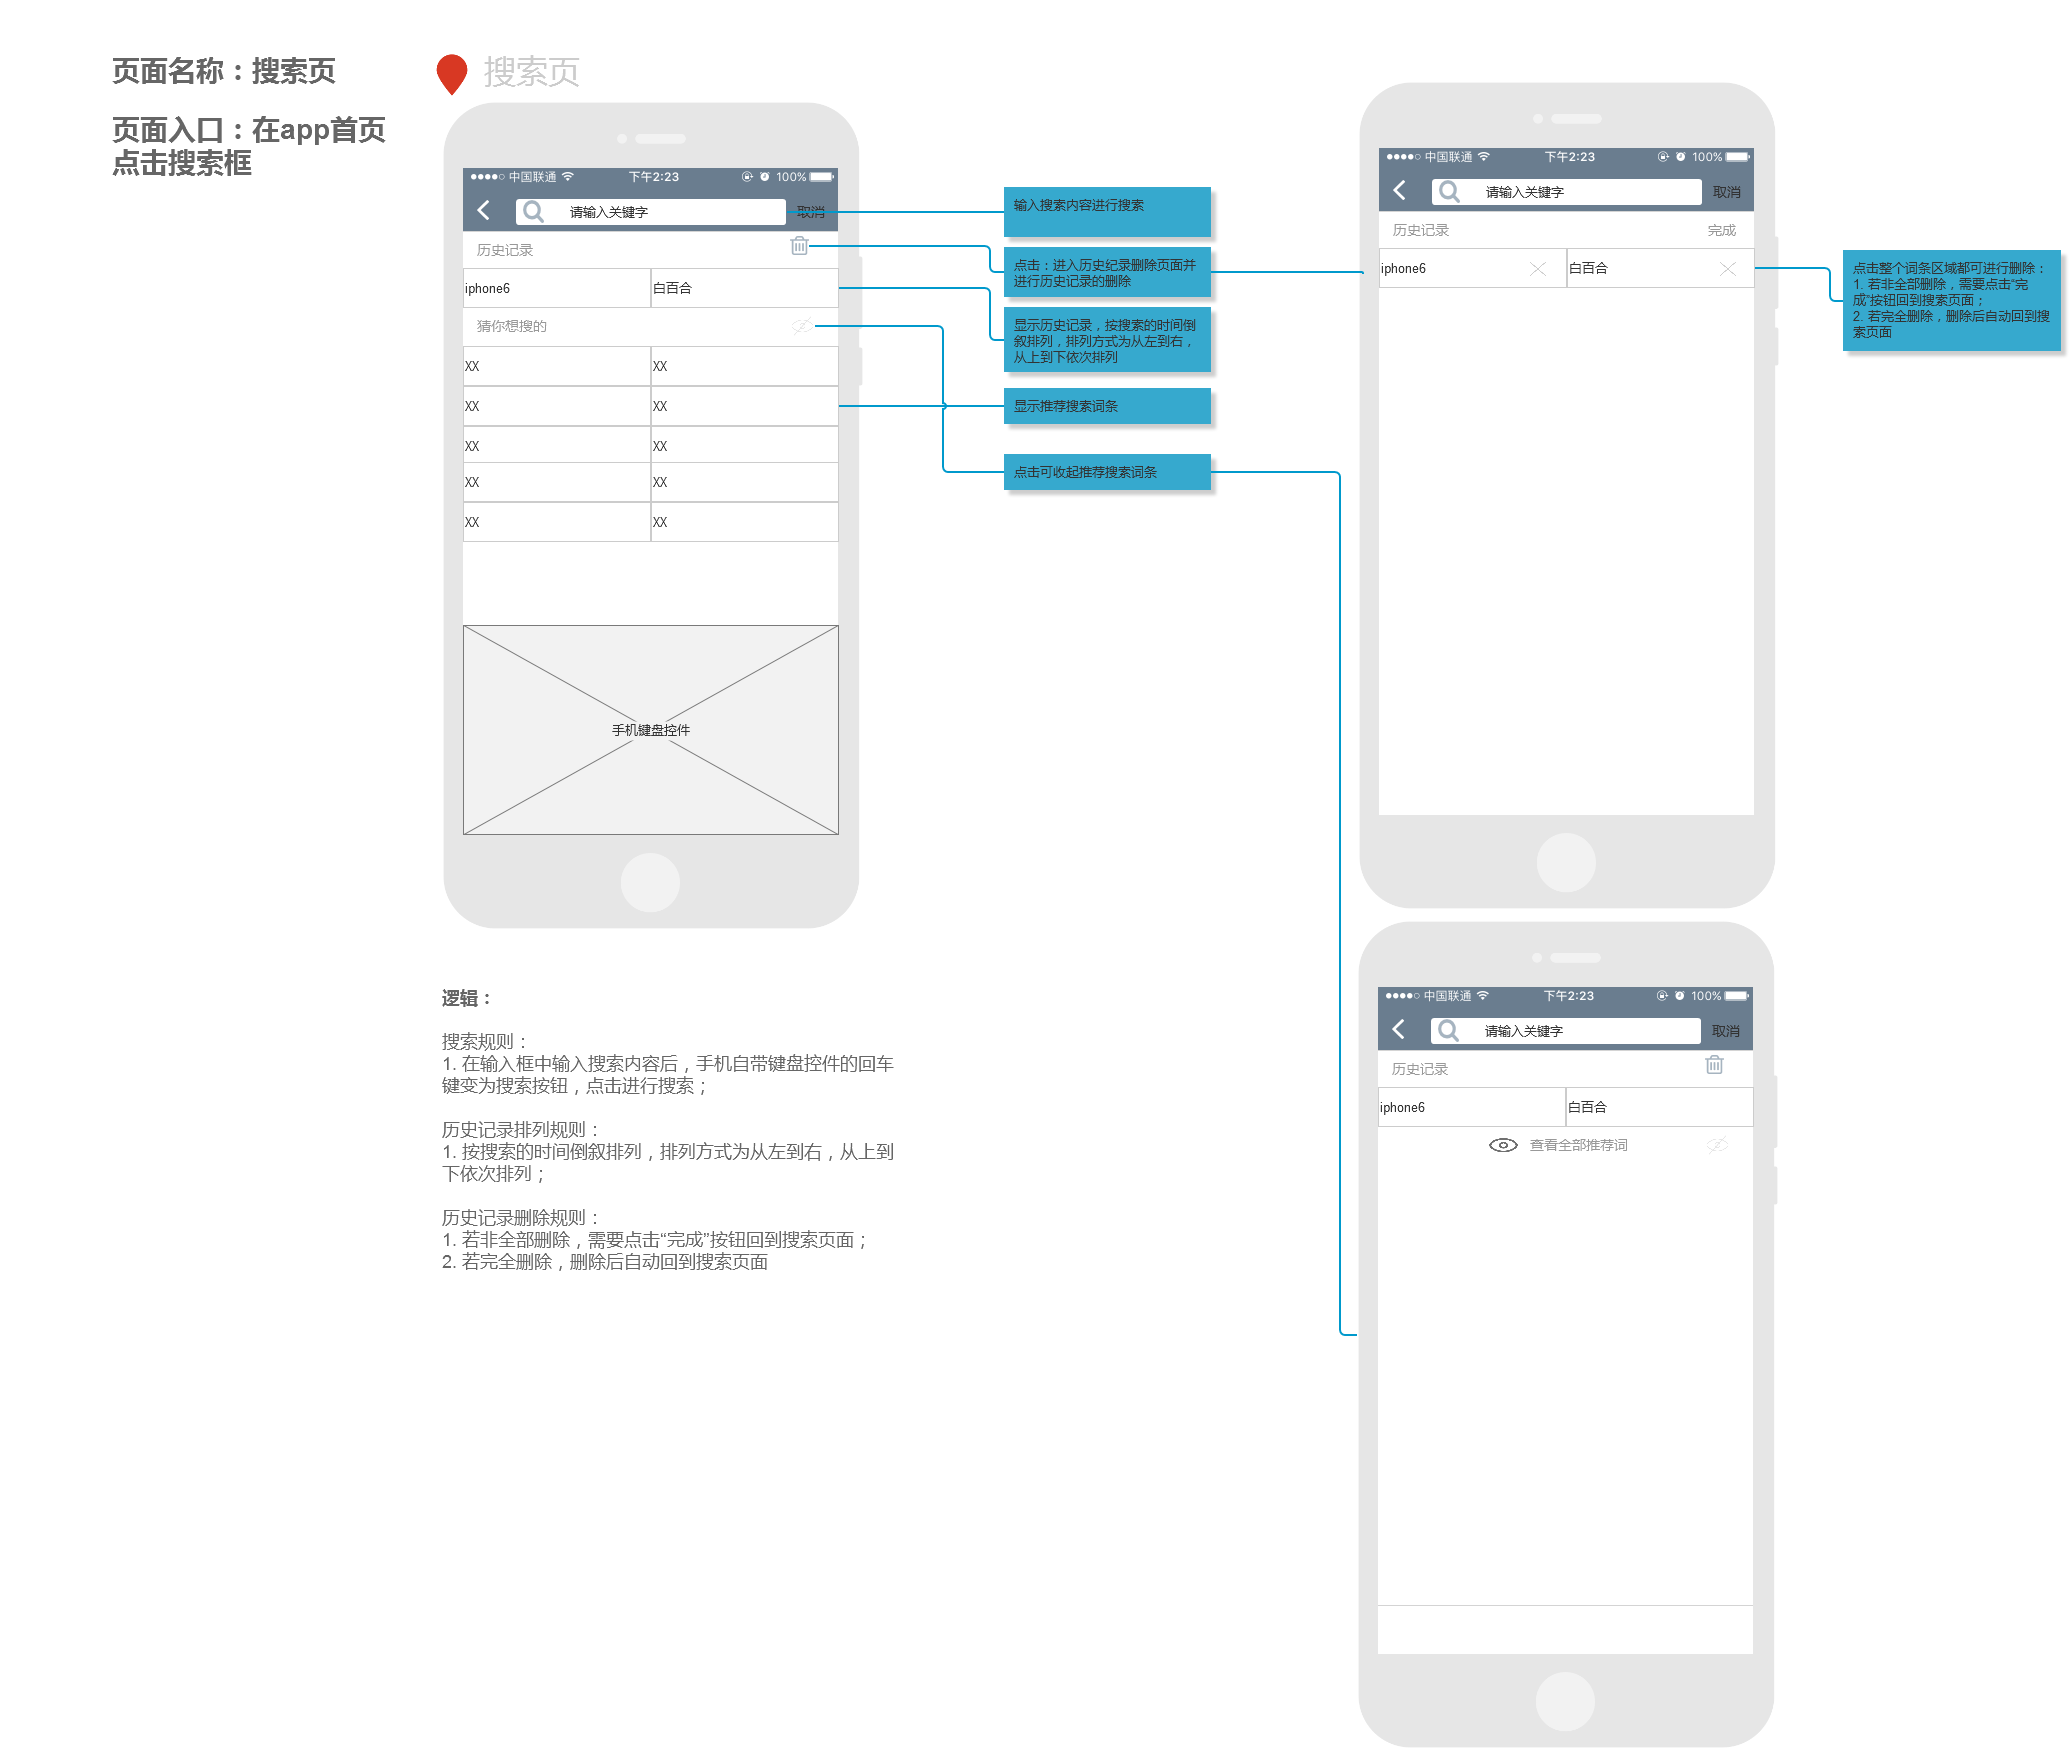 页面名称：搜索页
页面入口：在app首页
点击搜索框
搜索页
中国联通
下午2:23
100%
请输入关键字
取消
历史记录
iphone6
白百合
猜你想搜的
XX
XX
XX
XX
XX
XX
XX
XX
XX
XX
手机键盘控件
输入搜索内容进行搜索
点击：进入历史纪录删除页面并
进行历史记录的删除
显示历史记录，按搜索的时间倒
叙排列，排列方式为从左到右，
从上到下依次排列
显示推荐搜索词条
点击可收起推荐搜索词条
中国联通
下午2:23
100%
请输入关键字
取消
历史记录
完成
iphone6
白百合
点击整个词条区域都可进行删除：
1. 若非全部删除，需要点击“完
成”按钮回到搜索页面；
2. 若完全删除，删除后自动回到搜
索页面
中国联通
下午2:23
100%
请输入关键字
取消
历史记录
iphone6
白百合
查看全部推荐词
逻辑：
搜索规则：
1. 在输入框中输入搜索内容后，手机自带键盘控件的回车
键变为搜索按钮，点击进行搜索；
历史记录排列规则：
1. 按搜索的时间倒叙排列，排列方式为从左到右，从上到
下依次排列；
历史记录删除规则：
1. 若非全部删除，需要点击“完成”按钮回到搜索页面；
2. 若完全删除，删除后自动回到搜索页面